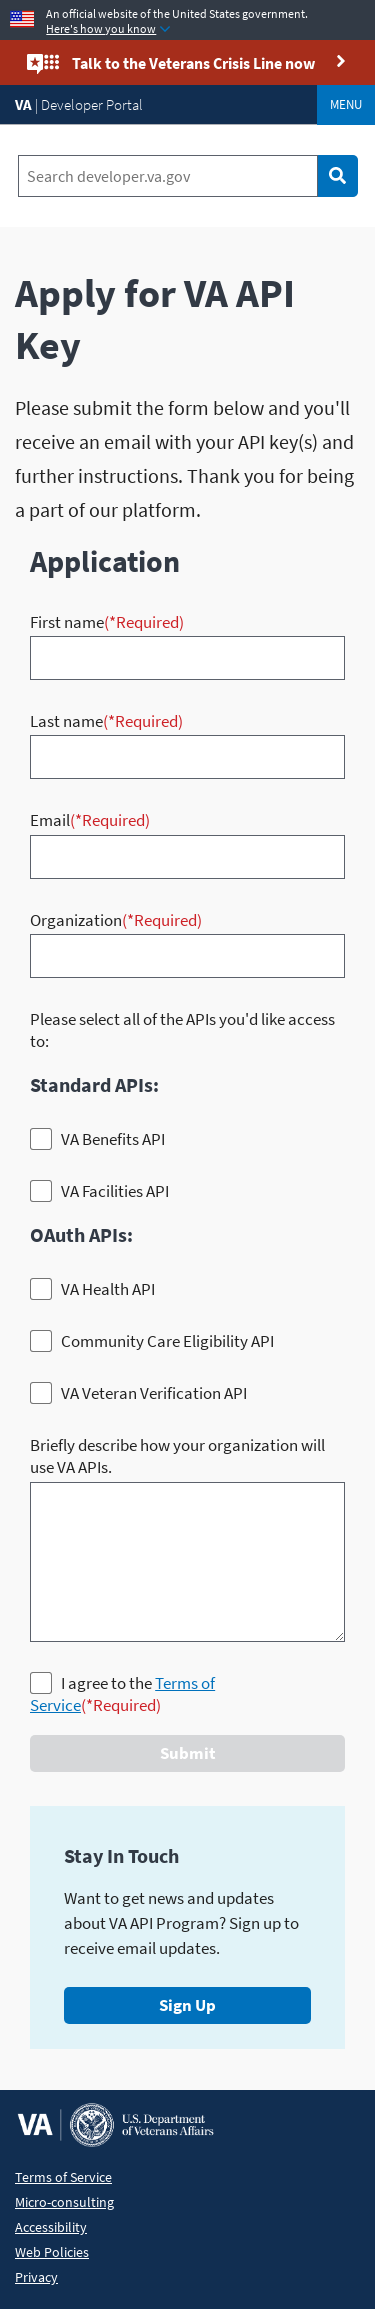 An official website of the United States government.
Here's how you know
Talk to the Veterans Crisis Line now
VA | Developer Portal
MENU
Search developer.va.gov
Apply for VA API
Key
Please submit the form below and you'll
receive an email with your API key(s) and
further instructions. Thank you for being
a part of our platform.
Application
First name(*Required)
Last name(*Required)
Email(*Required)
Organization(*Required)
Please select all of the APIs you'd like access
to:
Standard APIs:
VA Benefits API
VA Facilities API
OAuth APIs:
VA Health API
Community Care Eligibility API
VA Veteran Verification API
Briefly describe how your organization will
use VA APIs.
I agree to the Terms of
Service(*Required)
Submit
Stay In Touch
Want to get news and updates
about VA API Program? Sign up to
receive email updates.
Sign Up
VA | U.S. Department
of Veterans Affairs
Terms of Service
Micro-consulting
Accessibility
Web Policies
Privacy